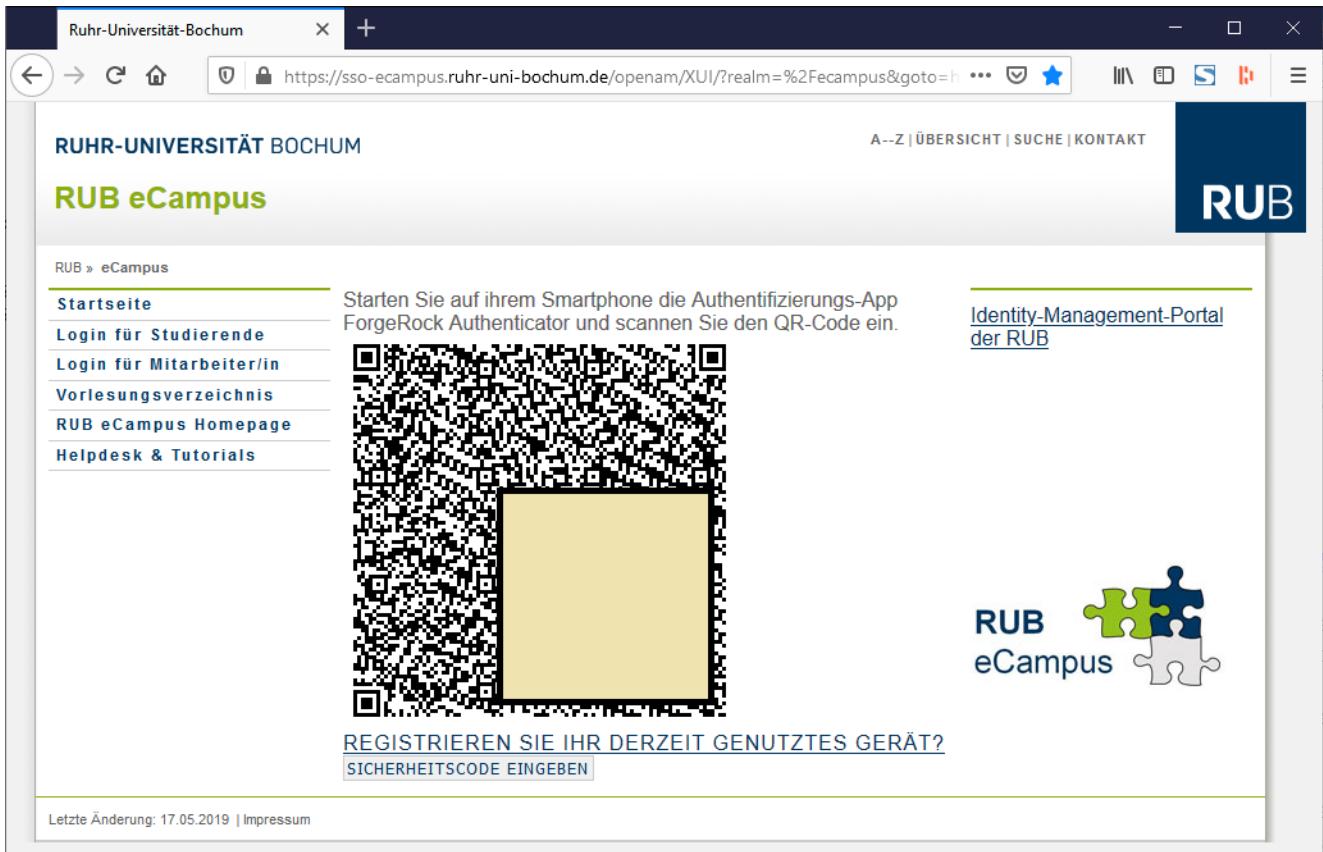 Ruhr-Universität-Bochum
https://sso-ecampus.ruhr-uni-bochum.de/openam/XUI/?realm=%2Fecampus&goto=h
RUHR-UNIVERSITÄT BOCHUM
A--Z | ÜBERSICHT | SUCHE | KONTAKT
RUB eCampus
RUB
RUB » eCampus
Startseite
Login für Studierende
Login für Mitarbeiter/in
Vorlesungsverzeichnis
RUB eCampus Homepage
Helpdesk & Tutorials
Starten Sie auf ihrem Smartphone die Authentifizierungs-App
ForgeRock Authenticator und scannen Sie den QR-Code ein.
REGISTRIEREN SIE IHR DERZEIT GENUTZTES GERÄT?
SICHERHEITSCODE EINGEBEN
Identity-Management-Portal
der RUB
RUB
eCampus
Letzte Änderung: 17.05.2019 | Impressum